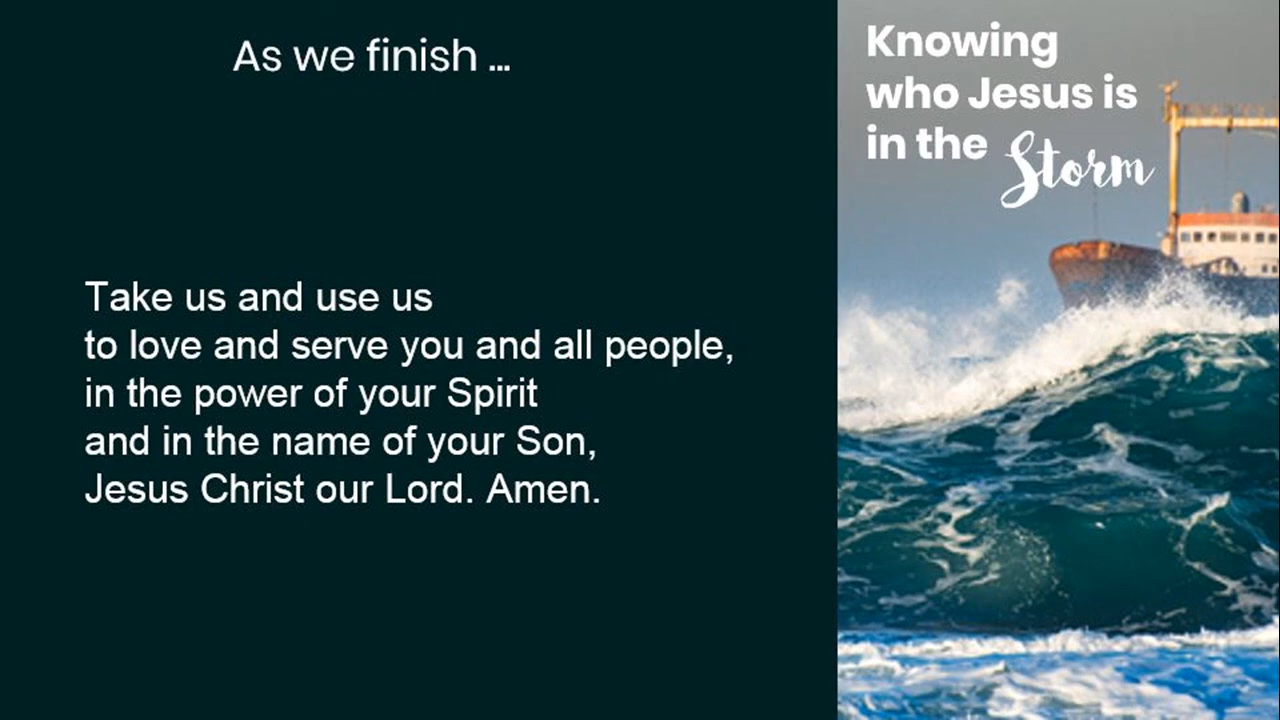 As we finish ...
Take us and use us
to love and serve you and all people,
in the power of your Spirit
and in the name of your Son,
Jesus Christ our Lord. Amen.
Knowing
who Jesus is
in the Storm